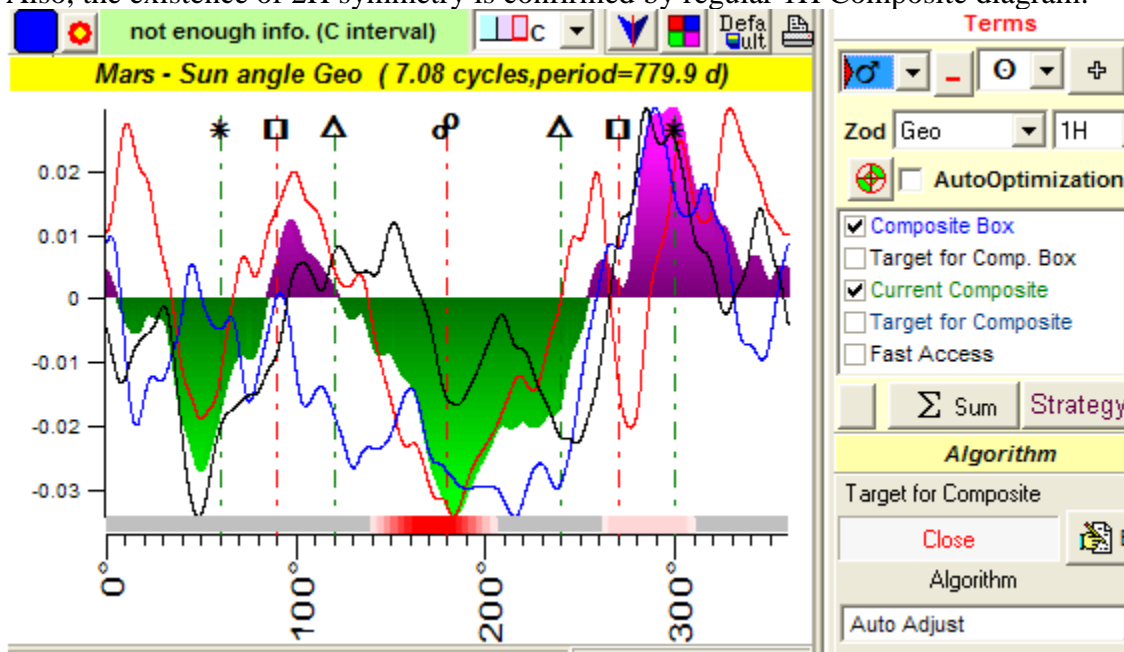 Also, the existence of 2H symmetry is confirmed by regular 1H Composite diagram:
not enough info. (C interval)
C
Defa
ult
Mars - Sun angle Geo ( 7.08 cycles,period=779.9 d)
0.02
0.01
0
-0.01
-0.02
-0.03
0°
100°
200°
300°
Terms
Zod
Geo
1H
AutoOptimization
Composite Box
Target for Comp. Box
Current Composite
Target for Composite
Fast Access
Σ Sum
Strategy
Algorithm
Target for Composite
Close
Algorithm
Auto Adjust